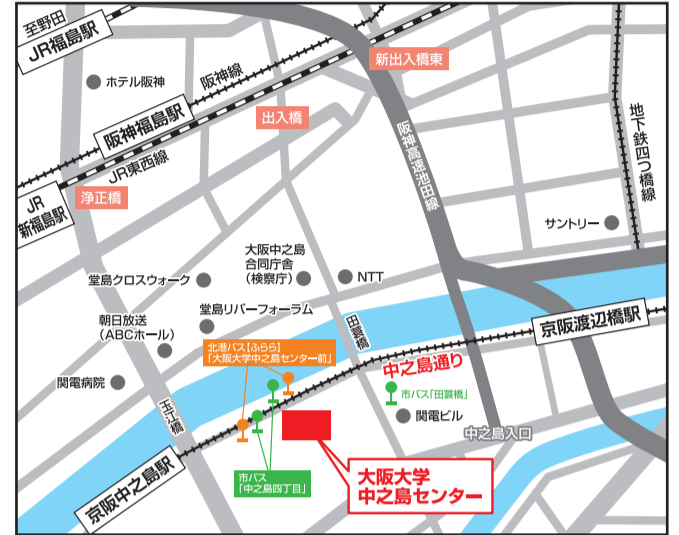 至野田
JR福島駅
新出入橋東
ホテル阪神
阪神線
阪神福島駅
出入橋
JR東西線
阪神高速池田線
地下鉄四つ橋線
JR
新福島駅
浄正橋
サントリー
大阪中之島
合同庁舎
（検察庁）
堂島クロスウォーク
NTT
堂島リバーフォーラム
朝日放送
（ABCホール）
田蓑橋
京阪渡辺橋駅
北港バス【ふらら】
「大阪大学中之島センター前」
中之島通り
関電病院
市バス「田蓑橋」
玉江橋
関電ビル
中之島入口
京阪中之島駅
市バス
「中之島四丁目」
大阪大学
中之島センター